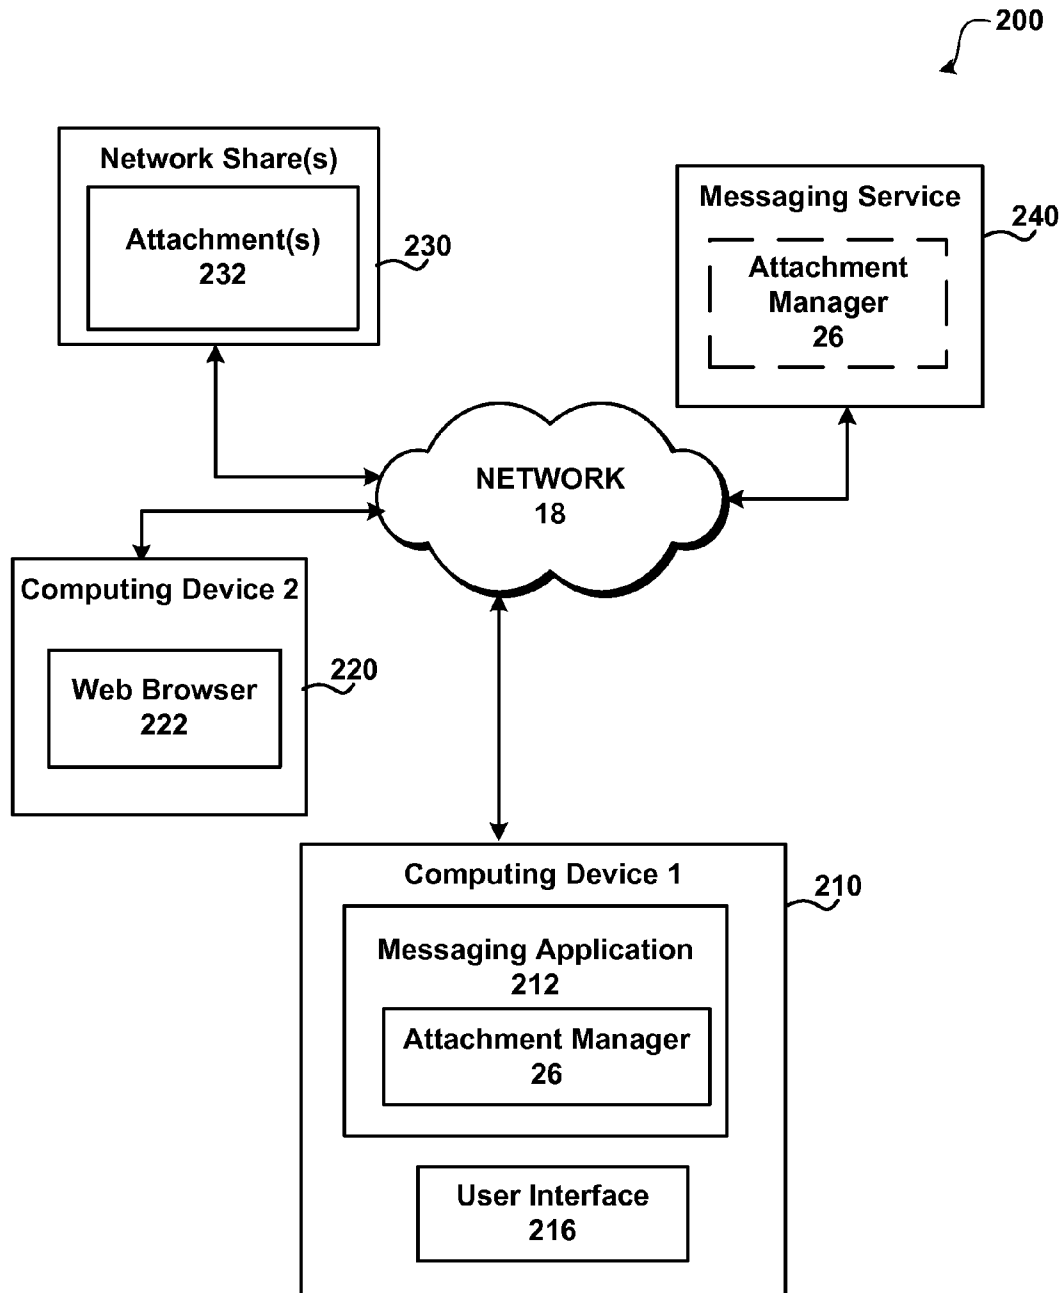 200
Network Share(s)
Attachment(s)
232
230
Messaging Service
Attachment
Manager
26
240
NETWORK
18
Computing Device 2
Web Browser
222
220
Computing Device 1
Messaging Application
212
Attachment Manager
26
User Interface
216
210